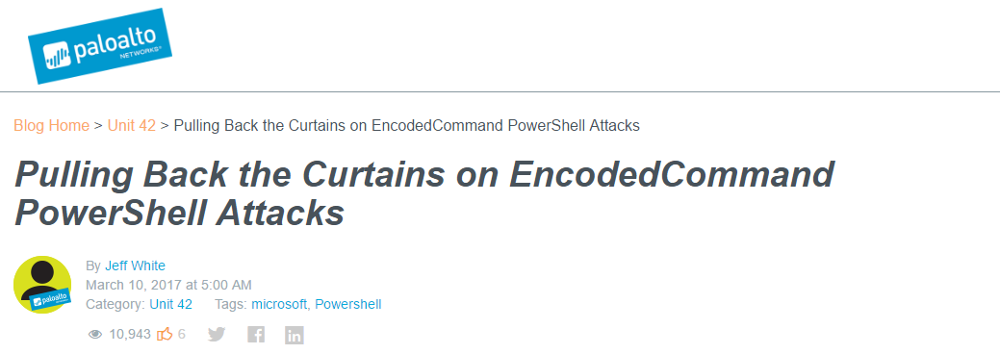 paloalto
NETWORKS®
Blog Home > Unit 42 > Pulling Back the Curtains on EncodedCommand PowerShell Attacks
Pulling Back the Curtains on EncodedCommand
PowerShell Attacks
By Jeff White
March 10, 2017 at 5:00 AM
Category: Unit 42 Tags: microsoft, Powershell
paloalto
10,943 6